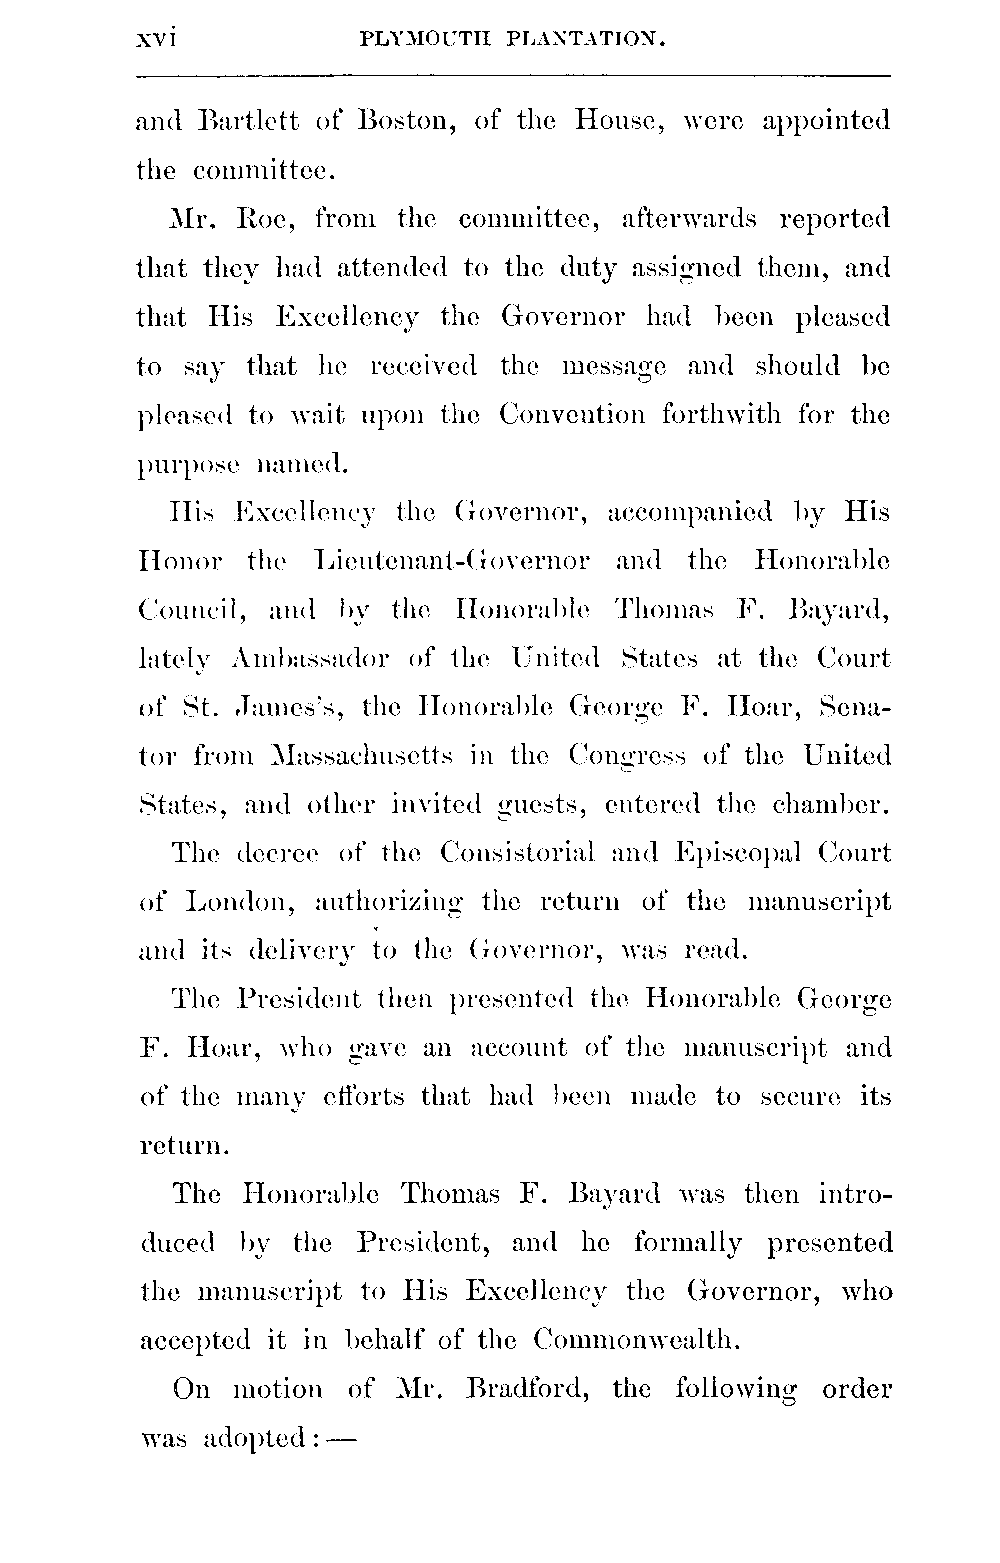 xvi PLYMOUTH PLANTATION.
and Bartlett of Boston, of the House, were appointed
the committee.
Mr. Roe, from the committee, afterwards reported
that they had attended to the duty assigned them, and
that His Excellency the Governor had been pleased
to say that he received the message and should be
pleased to wait upon the Convention forthwith for the
purpose named.
His Excellency the Governor, accompanied by His
Honor the Lieutenant-Governor and the Honorable
Council, and by the Honorable Thomas F. Bayard,
lately Ambassador of the United States at the Court
of St. James's, the Honorable George F. Hoar, Sena-
tor from Massachusetts in the Congress of the United
States, and other invited guests, entered the chamber.
The decree of the Consistorial and Episcopal Court
of London, authorizing the return of the manuscript
and its delivery to the Governor, was read.
The President then presented the Honorable George
F. Hoar, who gave an account of the manuscript and
of the many efforts that had been made to secure its
return.
The Honorable Thomas F. Bayard was then intro-
duced by the President, and he formally presented
the manuscript to His Excellency the Governor, who
accepted it in behalf of the Commonwealth.
On motion of Mr. Bradford, the following order
was adopted: —